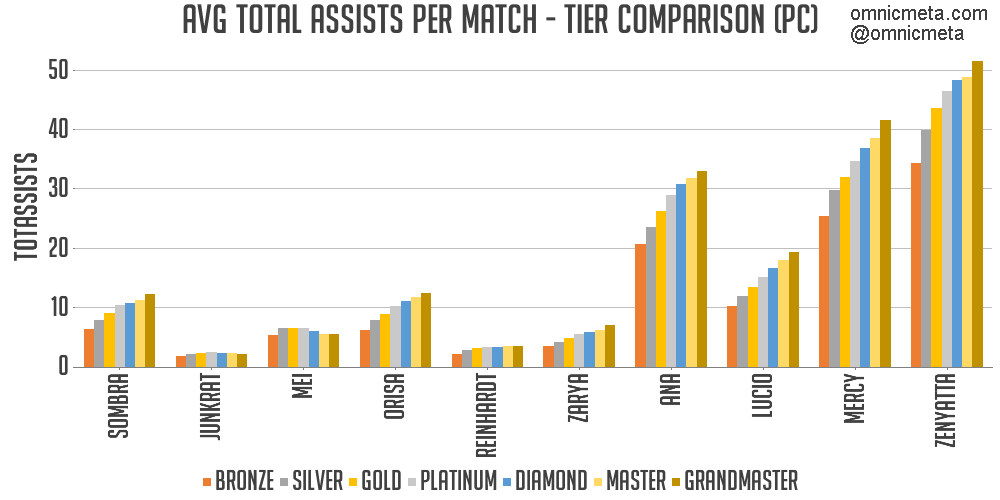 AVG TOTAL ASSISTS PER MATCH - TIER COMPARISON (PC)
omnicmeta.com
@omnicmeta
TOTASSISTS
50
40
30
20
10
0
SOMBRA
JUNKRAT
MEI
ORISA
REINHARDT
ZARYA
ANA
LUCIO
MERCY
ZENYATTA
BRONZE SILVER GOLD PLATINUM DIAMOND MASTER GRANDMASTER